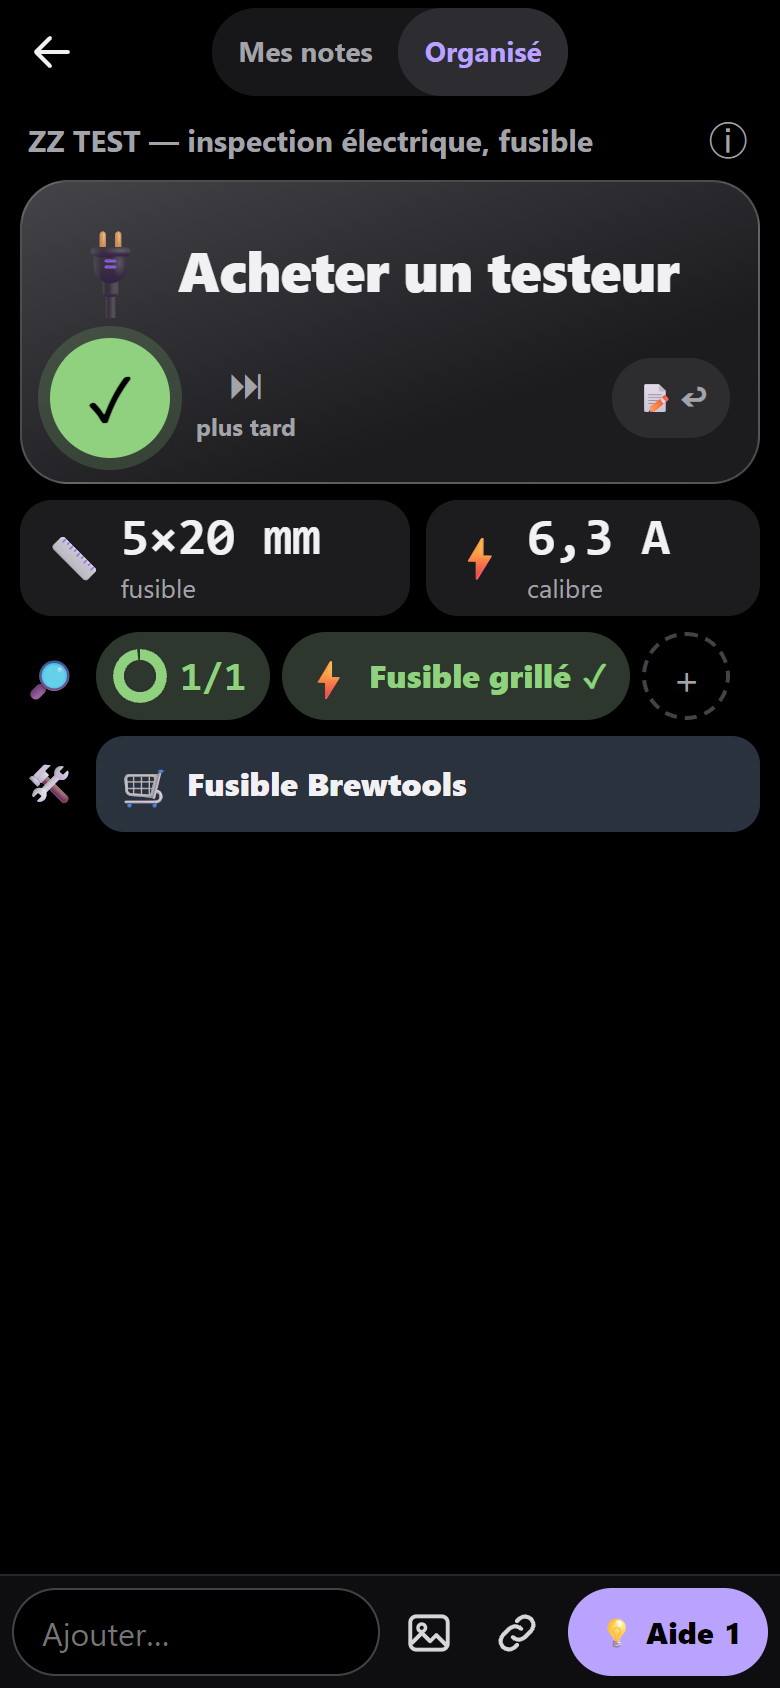 Mes notes
Organisé
ZZ TEST — inspection électrique, fusible
Acheter un testeur
plus tard
5×20 mm
fusible
6,3 A
calibre
1/1
Fusible grillé ✓
+
Fusible Brewtools
Ajouter...
Aide 1